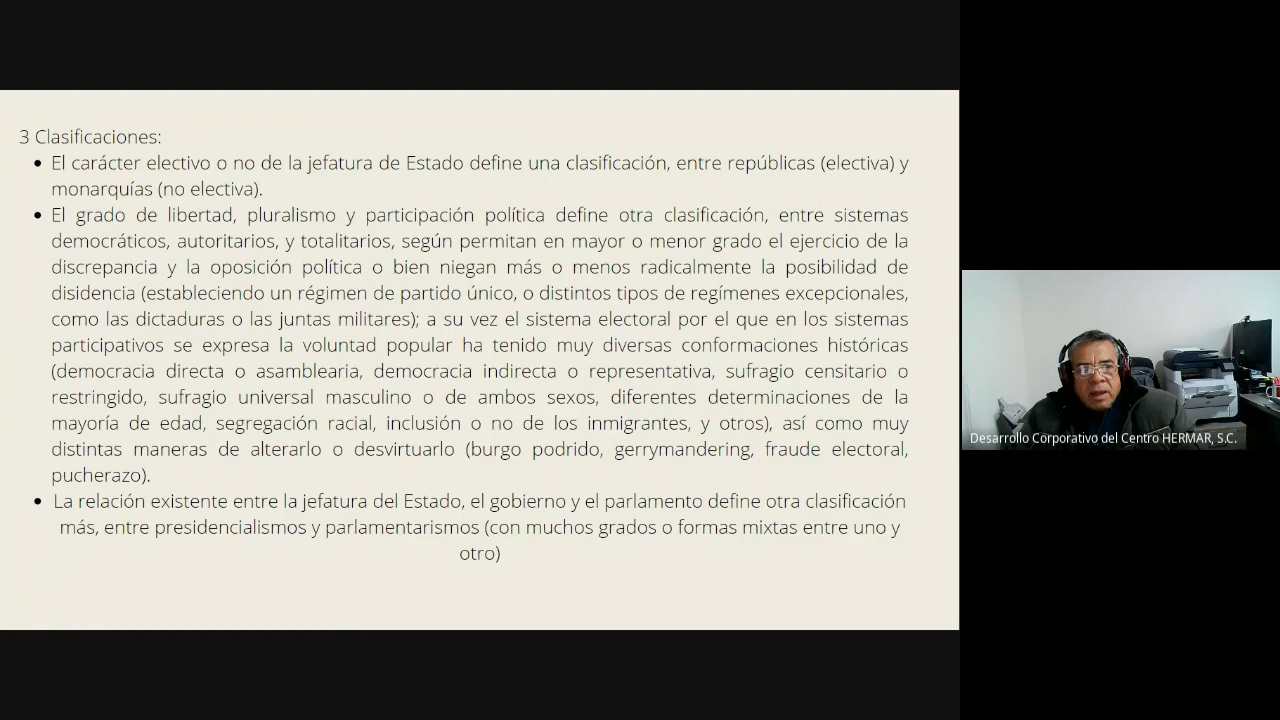 3 Clasificaciones:
• El carácter electivo o no de la jefatura de Estado define una clasificación, entre repúblicas (electiva) y
monarquías (no electiva).
• El grado de libertad, pluralismo y participación política define otra clasificación, entre sistemas
democráticos, autoritarios, y totalitarios, según permitan en mayor o menor grado el ejercicio de la
discrepancia y la oposición política o bien niegan más o menos radicalmente la posibilidad de
disidencia (estableciendo un régimen de partido único, o distintos tipos de regímenes excepcionales,
como las dictaduras o las juntas militares); a su vez el sistema electoral por el que en los sistemas
participativos se expresa la voluntad popular ha tenido muy diversas conformaciones históricas
(democracia directa o asamblearia, democracia indirecta o representativa, sufragio censitario o
restringido, sufragio universal masculino o de ambos sexos, diferentes determinaciones de la
mayoría de edad, segregación racial, inclusión o no de los inmigrantes, y otros), así como muy
distintas maneras de alterarlo o desvirtuarlo (burgo podrido, gerrymandering, fraude electoral,
pucherazo).
• La relación existente entre la jefatura del Estado, el gobierno y el parlamento define otra clasificación
más, entre presidencialismos y parlamentarismos (con muchos grados o formas mixtas entre uno y
otro)
Desarrollo Corporativo del Centro HERMAR, S.C.